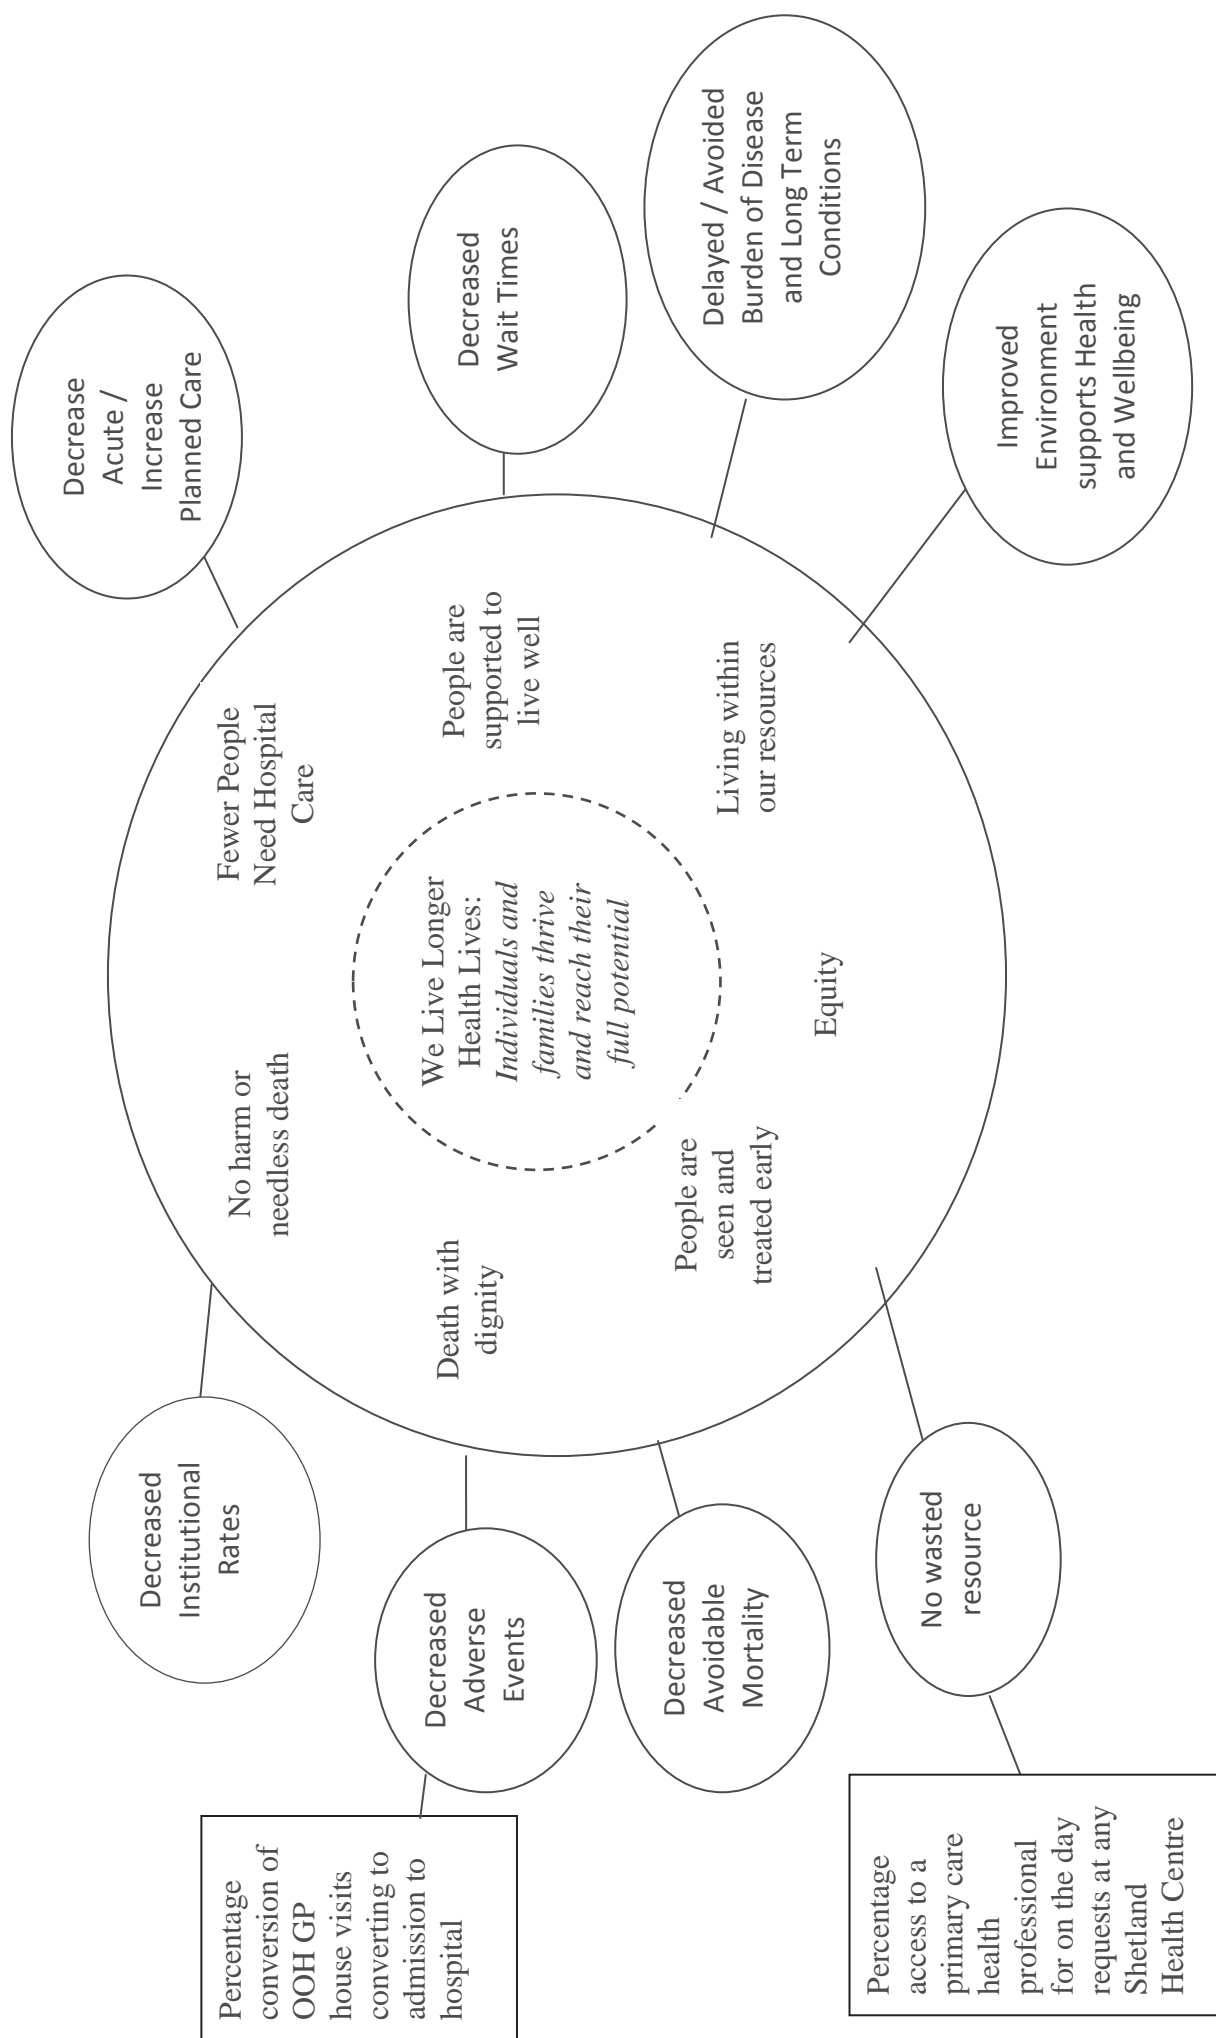 Decrease
Acute /
Increase
Planned Care
Decreased
Institutional
Rates
Percentage
conversion of
OOH GP
house visits
converting to
admission to
hospital
No harm or
needless death
Fewer People
Need Hospital
Care
Decreased
Adverse
Events
Death with
dignity
We Live Longer
Health Lives:
Individuals and
families thrive
and reach their
full potential
People are
supported to
live well
Decreased
Wait Times
Decreased
Avoidable
Mortality
People are
seen and
treated early
Living within
our resources
Delayed / Avoided
Burden of Disease
and Long Term
Conditions
Equity
Percentage
access to a
primary care
health
professional
for on the day
requests at any
Shetland
Health Centre
No wasted
resource
Improved
Environment
supports Health
and Wellbeing